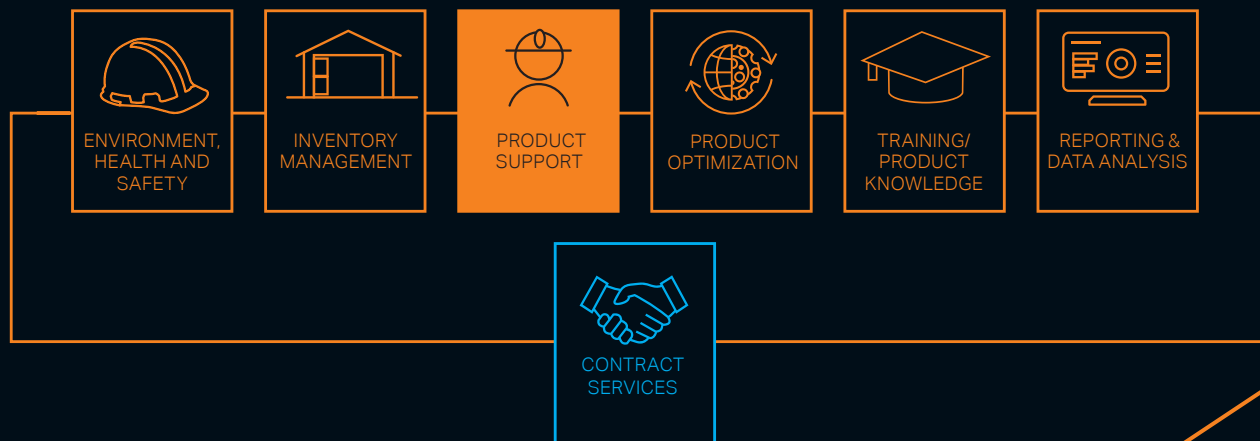 ENVIRONMENT,
HEALTH AND
SAFETY
INVENTORY
MANAGEMENT
PRODUCT
SUPPORT
PRODUCT
OPTIMIZATION
TRAINING/
PRODUCT
KNOWLEDGE
REPORTING &
DATA ANALYSIS
CONTRACT
SERVICES